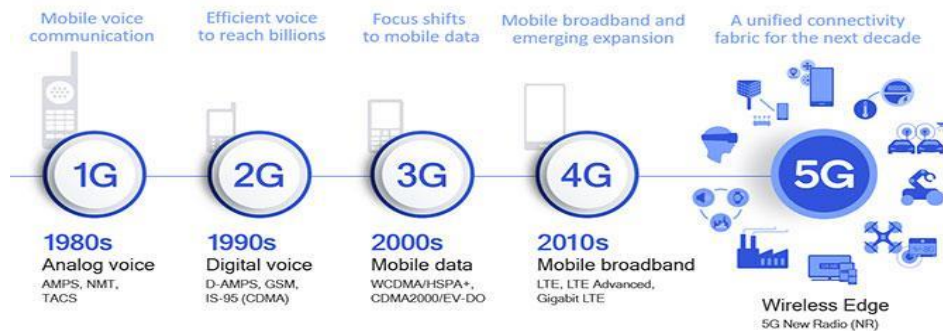 Mobile voice
communication
Efficient voice
to reach billions
Focus shifts
to mobile data
Mobile broadband and
emerging expansion
A unified connectivity
fabric for the next decade
1G
2G
3G
4G
5G
1980s
Analog voice
AMPS, NMT,
TACS
1990s
Digital voice
D-AMPS, GSM,
IS-95 (CDMA)
2000s
Mobile data
WCDMA/HSPA+,
CDMA2000/EV-DO
2010s
Mobile broadband
LTE, LTE Advanced,
Gigabit LTE
Wireless Edge
5G New Radio (NR)